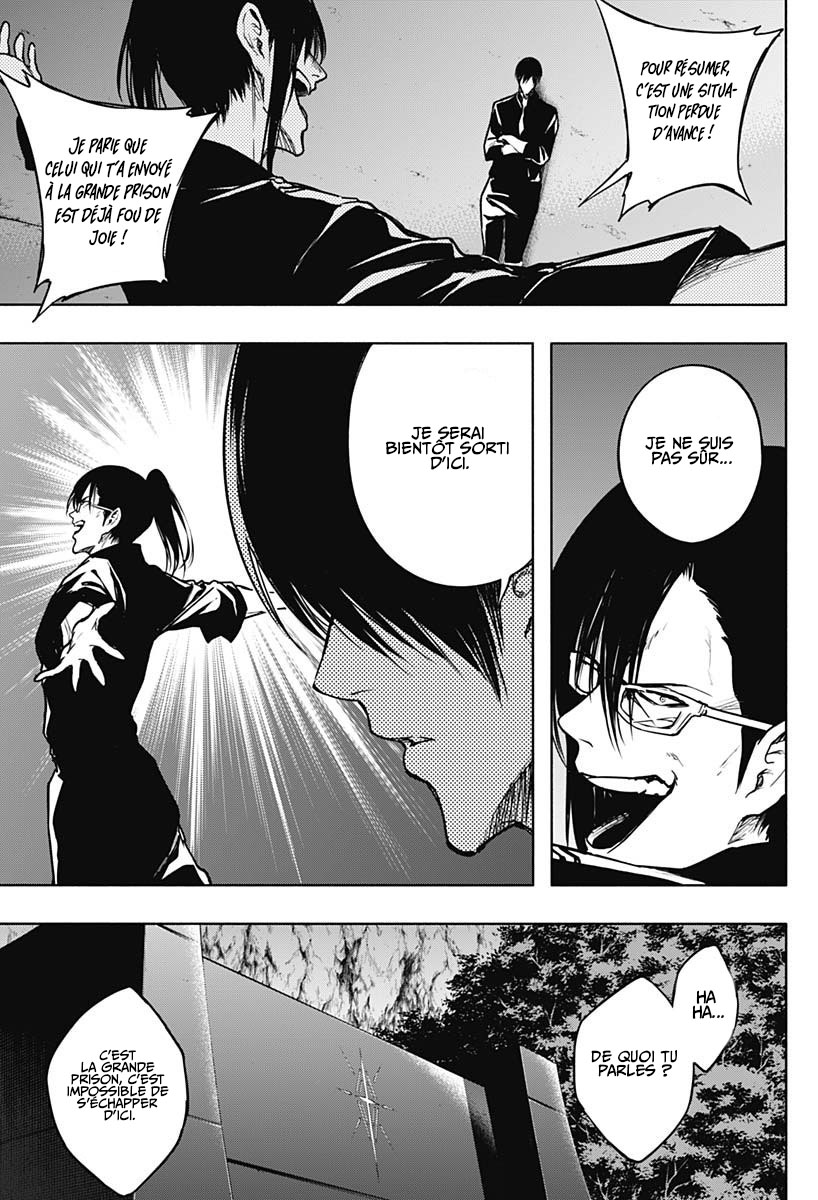 POUR RÉSUMER,
C'EST UNE SITUA-
TION PERDUE
D'AVANCE !
JE PARIE QUE
CELUI QUI T'A ENVOYÉ
À LA GRANDE PRISON
EST DÉJÀ FOU DE
JOIE !
JE NE SUIS
PAS SÛR...
JE SERAI
BIENTÔT SORTI
D'ICI.
HA
HA...
DE QUOI TU
PARLES ?
C'EST
LA GRANDE
PRISON, C'EST
IMPOSSIBLE DE
S'ÉCHAPPER
D'ICI.